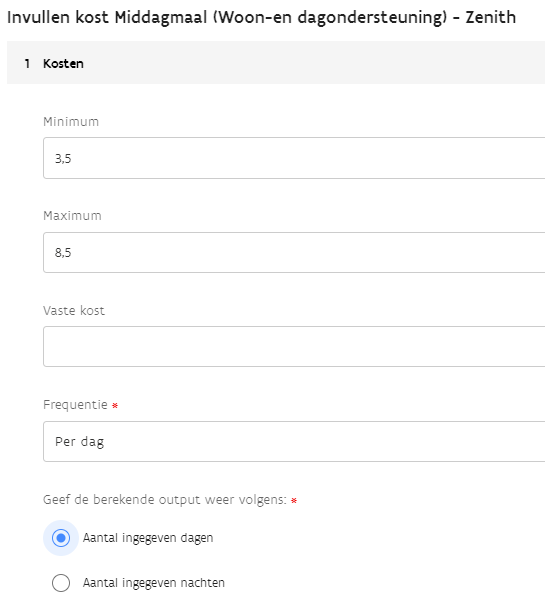 Invullen kost Middagmaal (Woon-en dagondersteuning) - Zenith
1 Kosten
Minimum
3,5
Maximum
8,5
Vaste kost
Frequentie *
Per dag
Geef de berekende output weer volgens: *
Aantal ingegeven dagen
Aantal ingegeven nachten